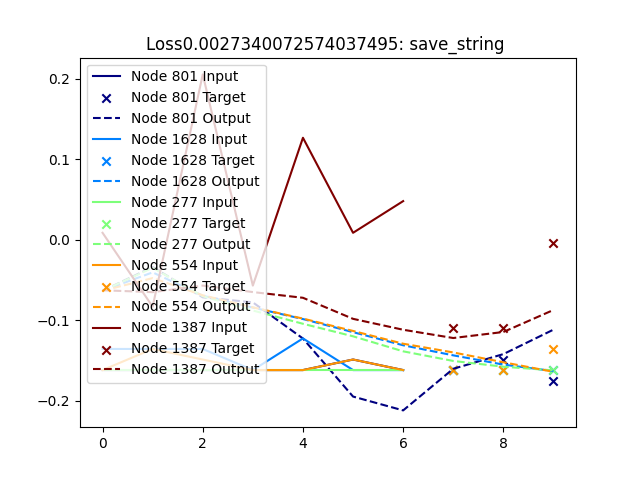 Loss0.0027340072574037495: save_string
Node 801 Input
Node 801 Target
Node 801 Output
Node 1628 Input
Node 1628 Target
Node 1628 Output
Node 277 Input
Node 277 Target
Node 277 Output
Node 554 Input
Node 554 Target
Node 554 Output
Node 1387 Input
Node 1387 Target
Node 1387 Output
0.2
0.1
0.0
−0.1
−0.2
0 2 4 6 8